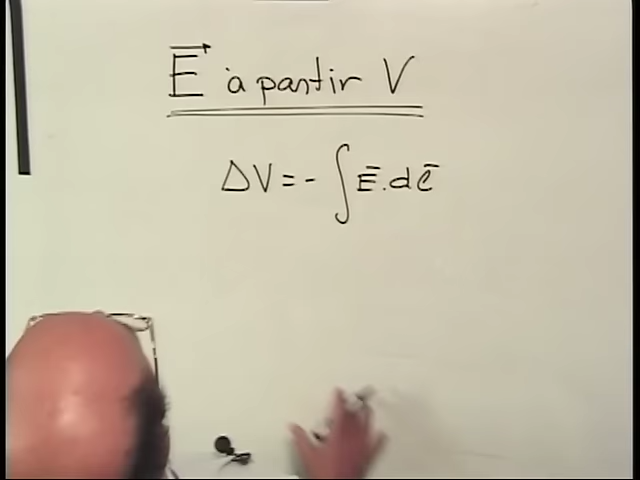 E⃗ à partir V
ΔV = - ∫ E̅ . dℓ̅